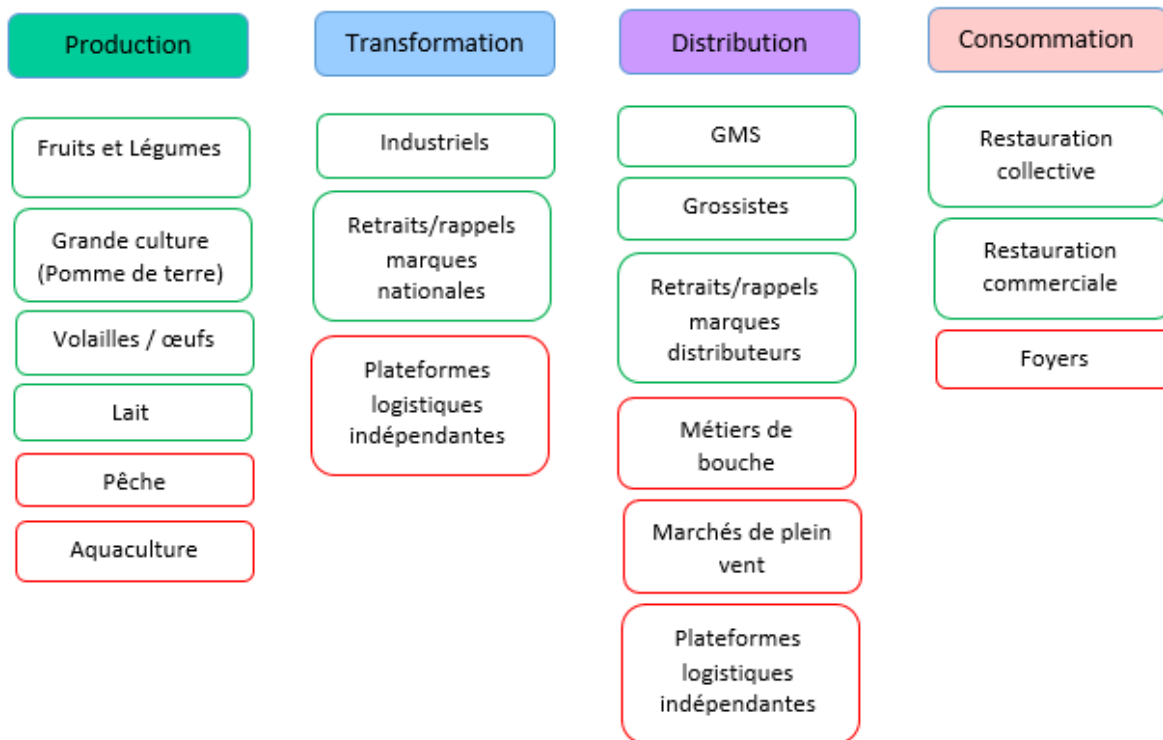 Production
Fruits et Légumes
Grande culture
(Pomme de terre)
Volailles / œufs
Lait
Pêche
Aquaculture
Transformation
Industriels
Retraits/rappels
marques
nationales
Plateformes
logistiques
indépendantes
Distribution
GMS
Grossistes
Retraits/rappels
marques
distributeurs
Métiers de
bouche
Marchés de plein
vent
Plateformes
logistiques
indépendantes
Consommation
Restauration
collective
Restauration
commerciale
Foyers